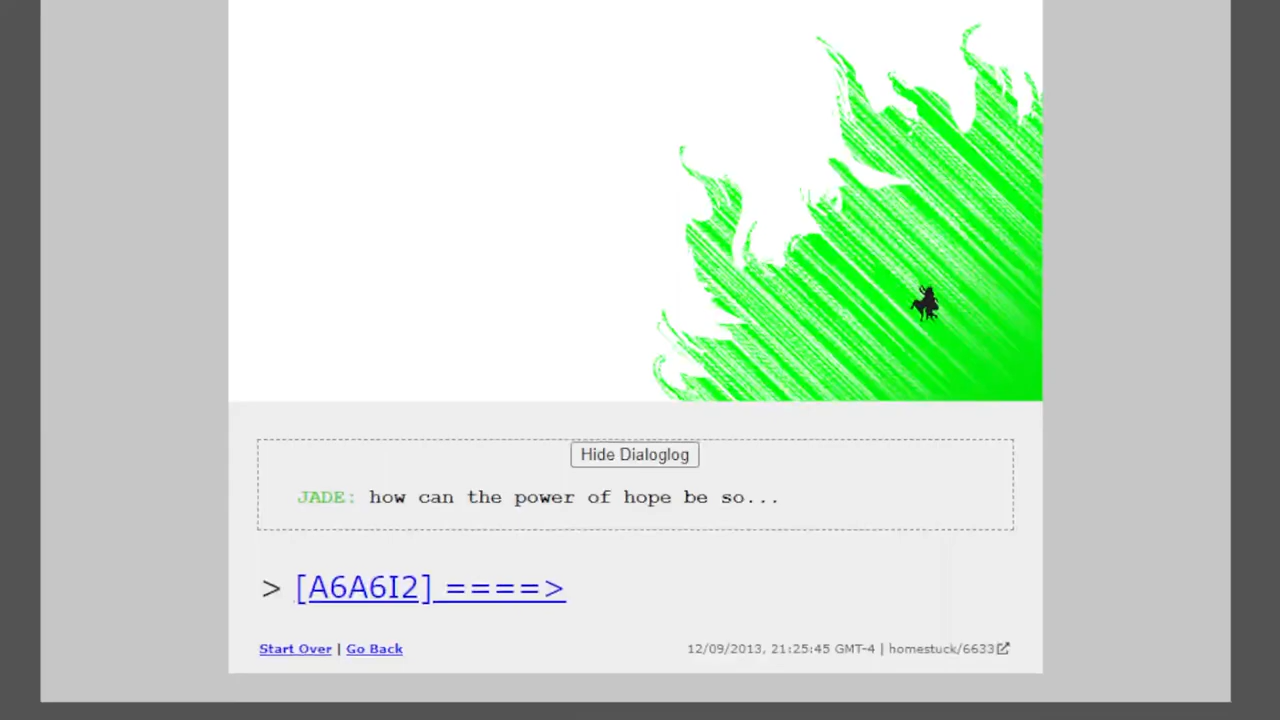 Hide Dialoglog
JADE: how can the power of hope be so...
> [A6A6I2] ====>
Start Over | Go Back
12/09/2013, 21:25:45 GMT-4 | homestuck/6633